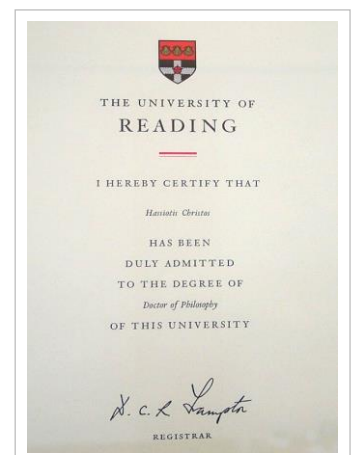 THE UNIVERSITY OF
READING
I HEREBY CERTIFY THAT
Hassiotis Christos
HAS BEEN
DULY ADMITTED
TO THE DEGREE OF
Doctor of Philosophy
OF THIS UNIVERSITY
D. C. R.
REGISTRAR